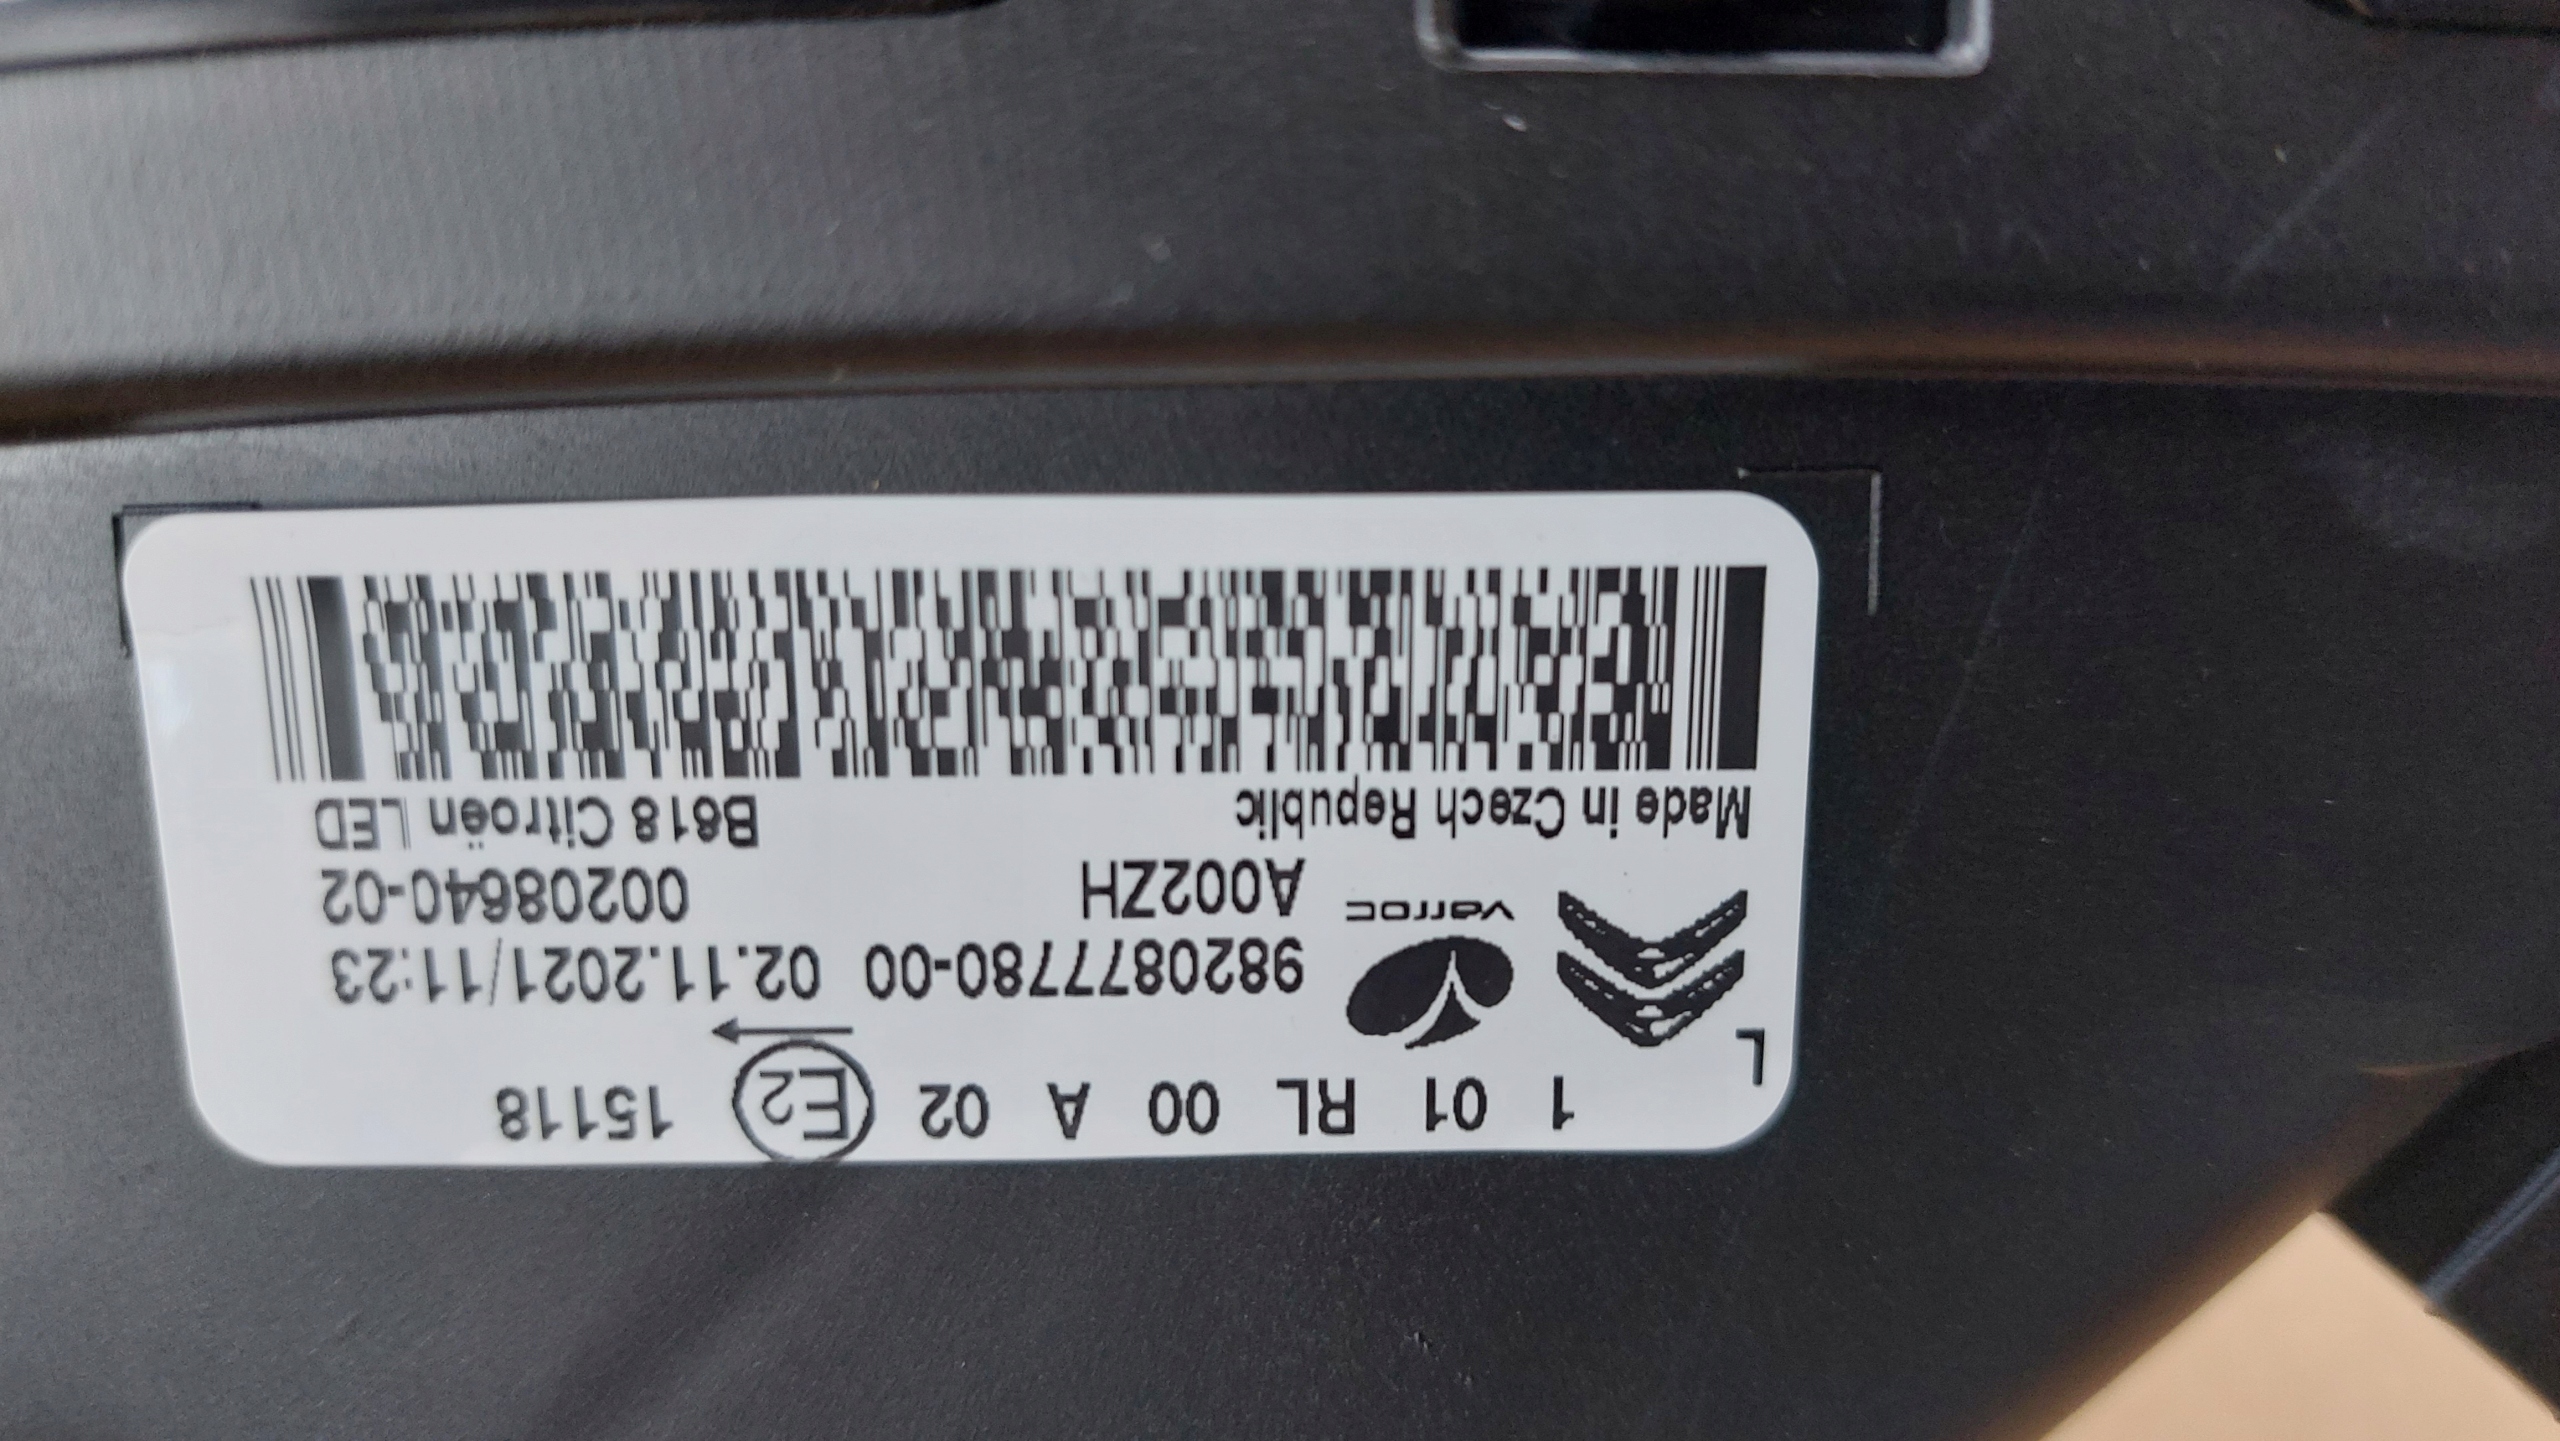 1 01 RL 00 A 02 E2 15118
L
9820877780-00 02.11.2021/11:23
varroc
A002ZH 00208640-02
Made in Czech Republic B618 Citroën LED